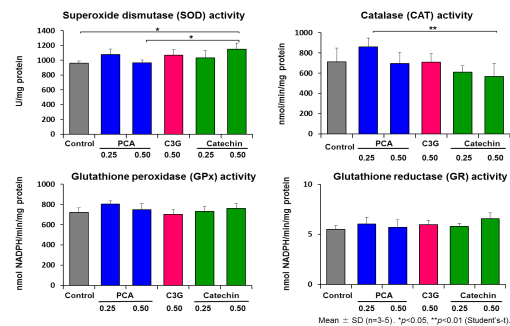 Superoxide dismutase (SOD) activity
U/mg protein
1400
1200
1000
800
600
400
200
0
*
*
Control PCA C3G Catechin
0.25 0.50 0.50 0.25 0.50
Catalase (CAT) activity
nmol/min/mg protein
1000
800
600
400
200
0
**
Control PCA C3G Catechin
0.25 0.50 0.50 0.25 0.50
Glutathione peroxidase (GPx) activity
nmol NADPH/min/mg protein
1000
800
600
400
200
0
Control PCA C3G Catechin
0.25 0.50 0.50 0.25 0.50
Glutathione reductase (GR) activity
nmol NADPH/min/mg protein
10
5
0
Control PCA C3G Catechin
0.25 0.50 0.50 0.25 0.50
Mean ± SD (n=3-5). *p<0.05, **p<0.01 (Student's-t).